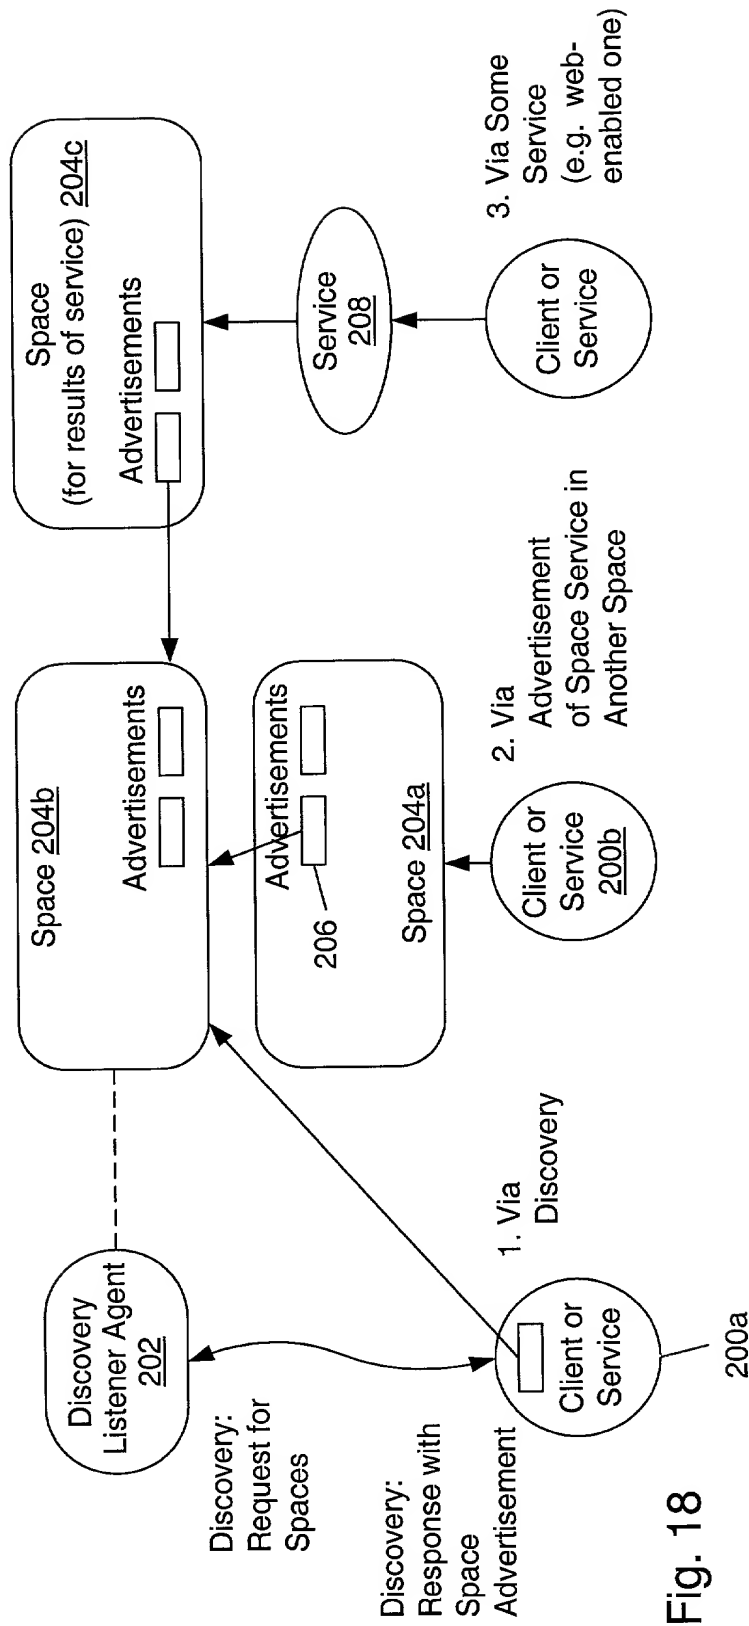 Discovery
Listener Agent
202
Discovery:
Request for
Spaces
Discovery:
Response with
Space
Advertisement
Client or
Service
200a
1. Via
Discovery
Space 204b
Advertisements
Advertisements
206
Space 204a
Client or
Service
200b
2. Via
Advertisement
of Space Service in
Another Space
Space
(for results of service) 204c
Advertisements
Service
208
Client or
Service
3. Via Some
Service
(e.g. web-
enabled one)
Fig. 18